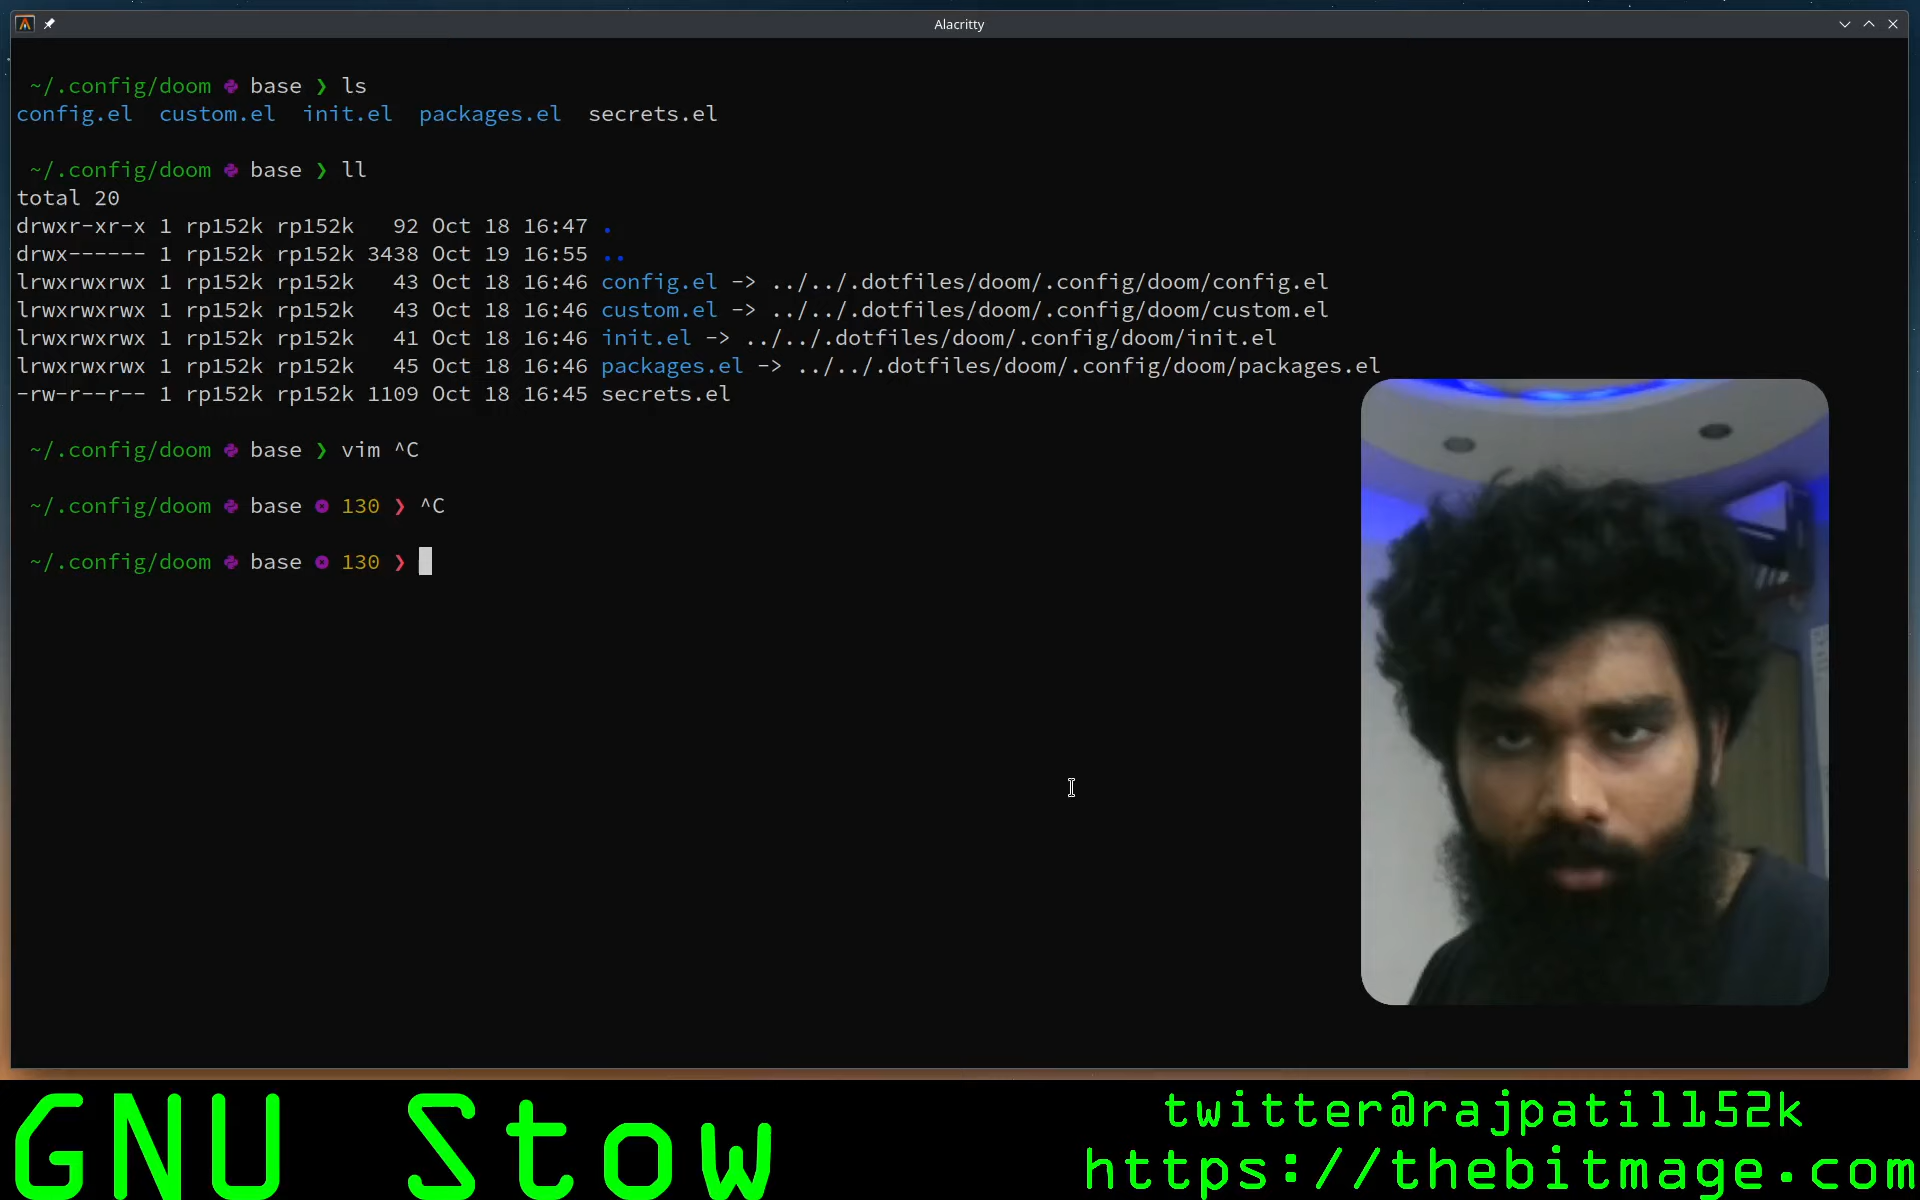 Alacritty
~/.config/doom base ❯ ls
config.el custom.el init.el packages.el secrets.el
~/.config/doom base ❯ ll
total 20
drwxr-xr-x 1 rp152k rp152k 92 Oct 18 16:47 .
drwx------ 1 rp152k rp152k 3438 Oct 19 16:55 ..
lrwxrwxrwx 1 rp152k rp152k 43 Oct 18 16:46 config.el -> ../../.dotfiles/doom/.config/doom/config.el
lrwxrwxrwx 1 rp152k rp152k 43 Oct 18 16:46 custom.el -> ../../.dotfiles/doom/.config/doom/custom.el
lrwxrwxrwx 1 rp152k rp152k 41 Oct 18 16:46 init.el -> ../../.dotfiles/doom/.config/doom/init.el
lrwxrwxrwx 1 rp152k rp152k 45 Oct 18 16:46 packages.el -> ../../.dotfiles/doom/.config/doom/packages.el
-rw-r--r-- 1 rp152k rp152k 1109 Oct 18 16:45 secrets.el
~/.config/doom base ❯ vim ^C
~/.config/doom base 130 ❯ ^C
~/.config/doom base 130 ❯
GNU Stow
twitter@rajpatil152k
https://thebitmage.com